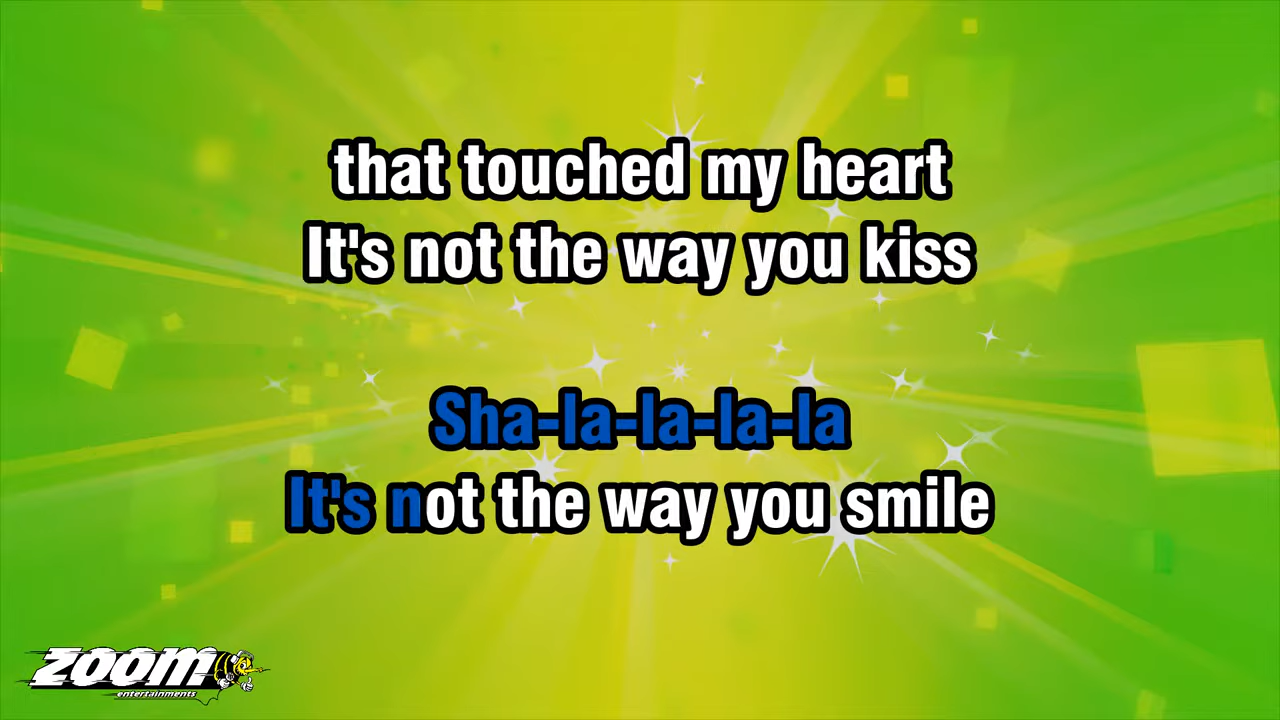 that touched my heart
It's not the way you kiss
Sha-la-la-la-la
It's not the way you smile
ZOOM
entertainments